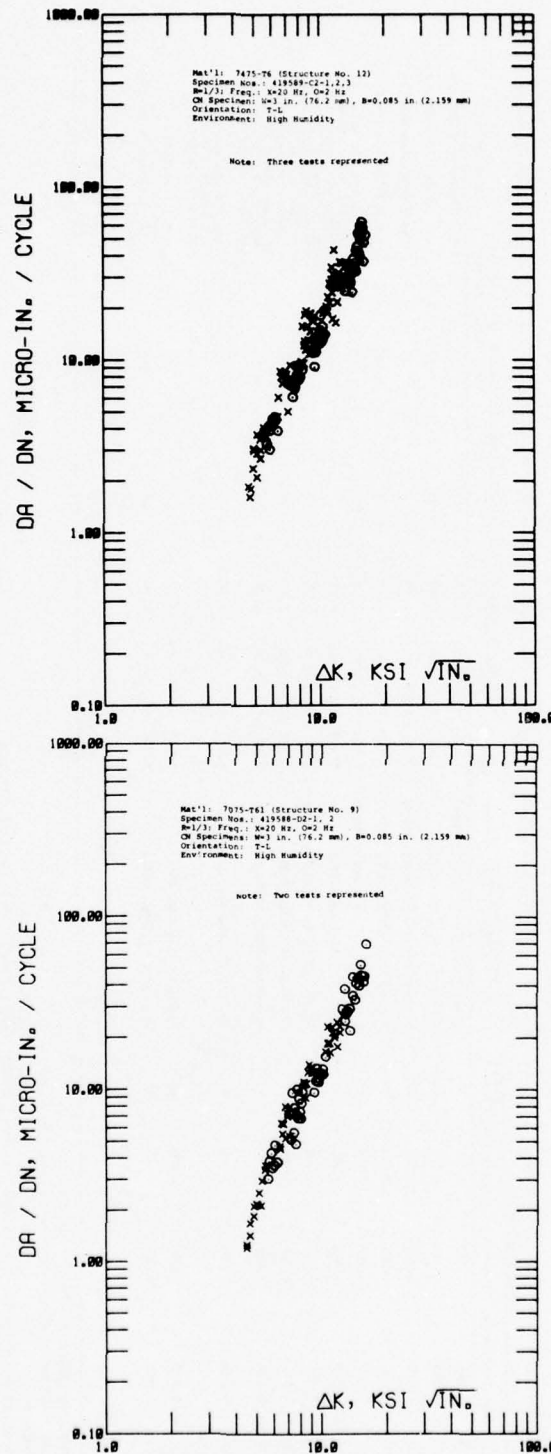 1000.00
Mat'l: 7475-T6 (Structure No. 12)
Specimen Nos.: 419589-C2-1,2,3
R=1/3; Freq.: X=20 Hz, O=2 Hz
CN Specimen: W=3 in. (76.2 mm), B=0.085 in. (2.159 mm)
Orientation: T-L
Environment: High Humidity
Note: Three tests represented
100.00
DA / DN, MICRO-IN. / CYCLE
10.00
1.00
ΔK, KSI √IN.
0.10
1.0
10.0
100.0
1000.00
Mat'l: 7075-T61 (Structure No. 9)
Specimen Nos.: 419588-D2-1, 2
R=1/3; Freq.: X=20 Hz, O=2 Hz
CN Specimens: W=3 in. (76.2 mm), B=0.085 in. (2.159 mm)
Orientation: T-L
Environment: High Humidity
Note: Two tests represented
100.00
DA / DN, MICRO-IN. / CYCLE
10.00
1.00
ΔK, KSI √IN.
0.10
1.0
10.0
100.0